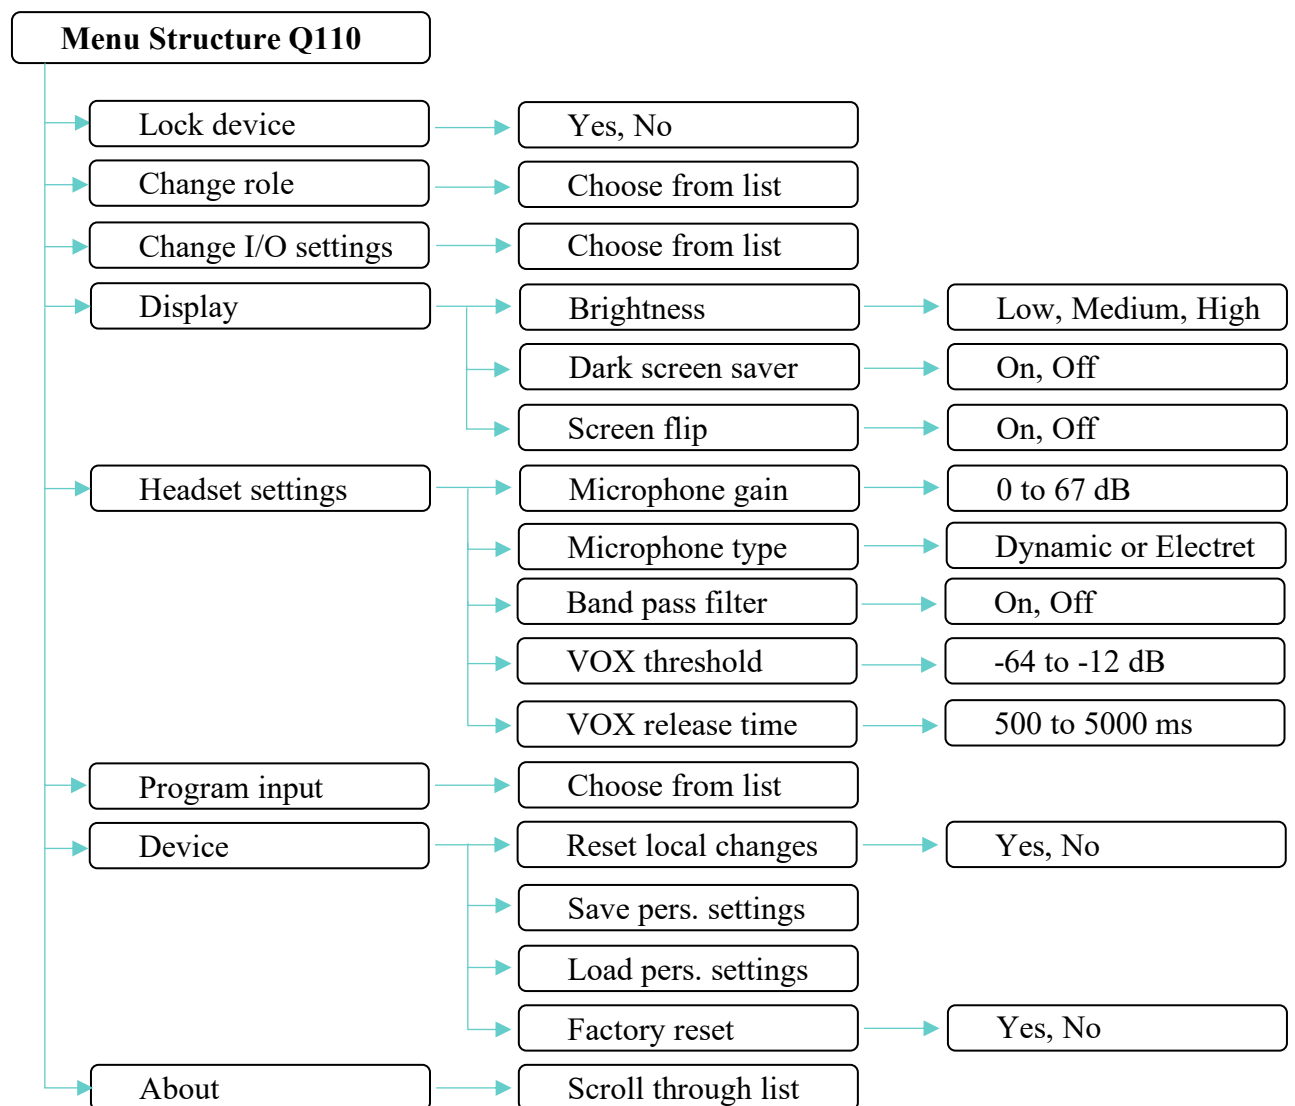 Menu Structure Q110
Lock device
Yes, No
Change role
Choose from list
Change I/O settings
Choose from list
Display
Brightness
Low, Medium, High
Dark screen saver
On, Off
Screen flip
On, Off
Headset settings
Microphone gain
0 to 67 dB
Microphone type
Dynamic or Electret
Band pass filter
On, Off
VOX threshold
-64 to -12 dB
VOX release time
500 to 5000 ms
Program input
Choose from list
Device
Reset local changes
Yes, No
Save pers. settings
Load pers. settings
Factory reset
Yes, No
About
Scroll through list